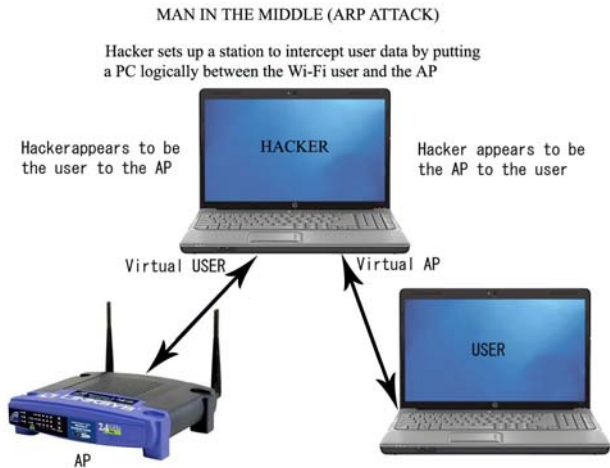 MAN IN THE MIDDLE (ARP ATTACK)
Hacker sets up a station to intercept user data by putting
a PC logically between the Wi-Fi user and the AP
Hackerappears to be
the user to the AP
HACKER
Hacker appears to be
the AP to the user
Virtual USER
Virtual AP
USER
LINKSYS
AP